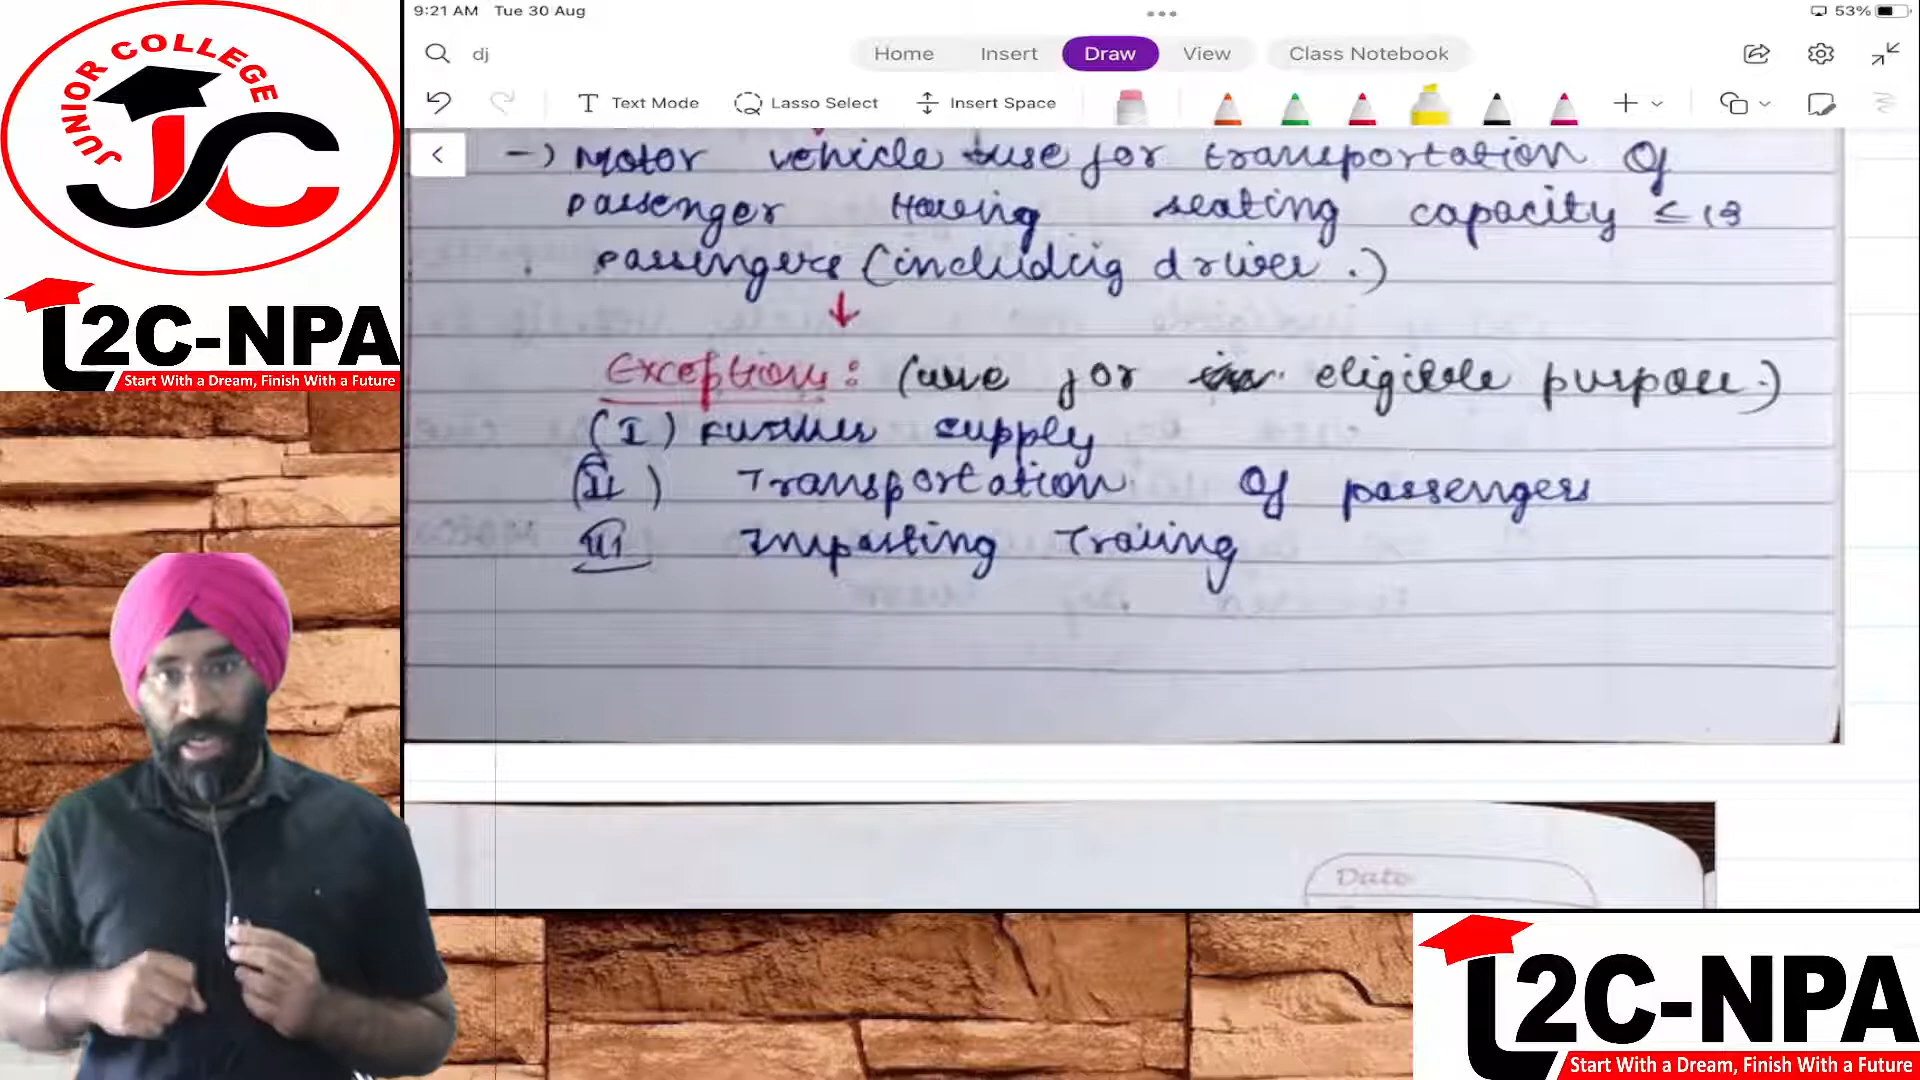 JUNIOR COLLEGE
JC
L2C-NPA
Start With a Dream, Finish With a Future
9:21 AM Tue 30 Aug
53%
dj
Home Insert Draw View Class Notebook
Text Mode Lasso Select Insert Space
Motor vehicle use for transportation Of
passenger Having seating capacity ≤ 13
passengers (including driver.)
Exceptions: (use for eligible purpose.)
(I) Further supply
(II) Transportation Of passengers
III Imparting Traiing
Date
L2C-NPA
Start With a Dream, Finish With a Future